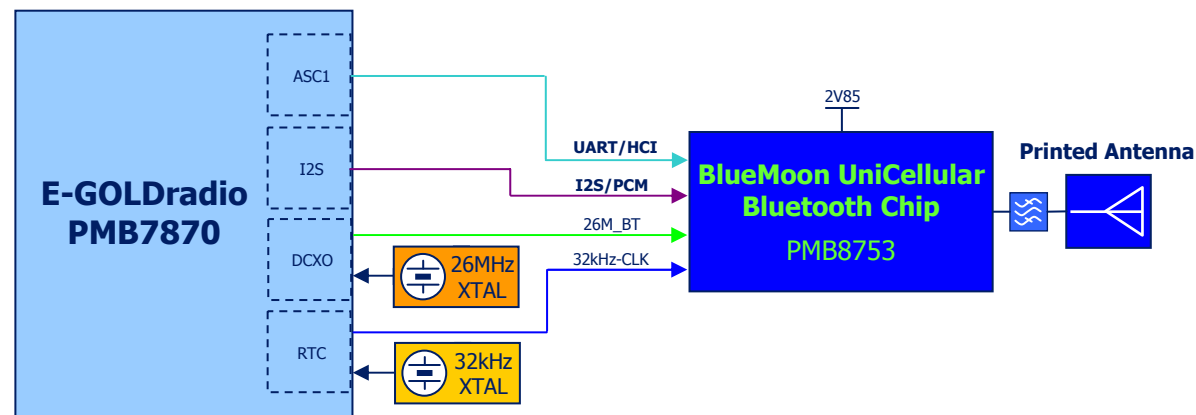 ASC1
2V85
UART/HCI
Printed Antenna
I2S
BlueMoon UniCellular
Bluetooth Chip
PMB8753
I2S/PCM
E-GOLDradio
PMB7870
26M_BT
DCXO
26MHz
XTAL
32kHz-CLK
RTC
32kHz
XTAL